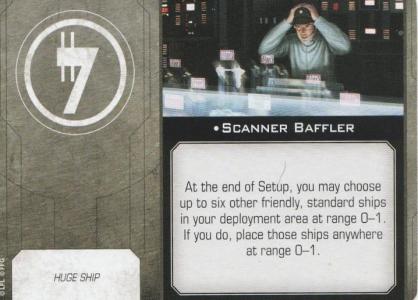 • SCANNER BAFFLER
At the end of Setup, you may choose
up to six other friendly, standard ships
in your deployment area at range 0–1.
If you do, place those ships anywhere
at range 0–1.
HUGE SHIP
©LFL ©FFG